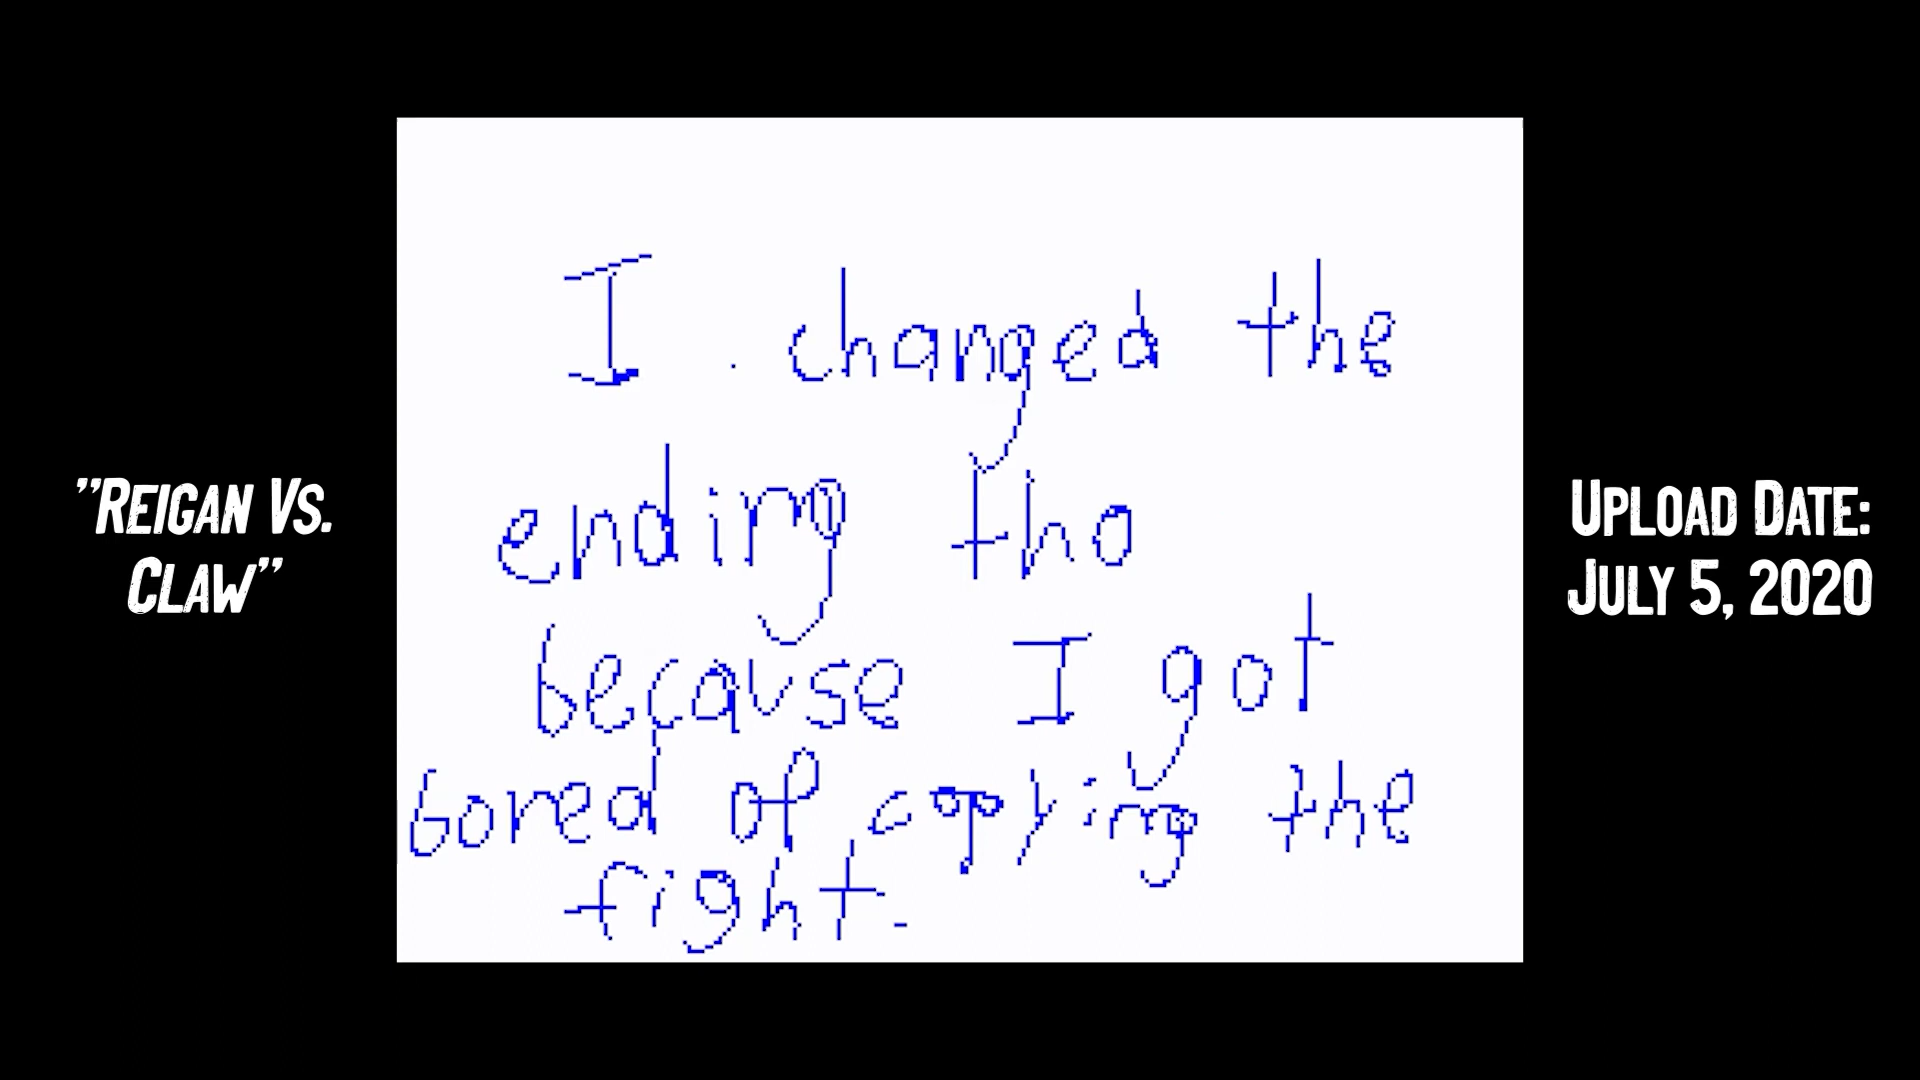 "Reigan Vs.
Claw"
I changed the
ending tho
because I got
bored of copying the
fight.
Upload Date:
July 5, 2020